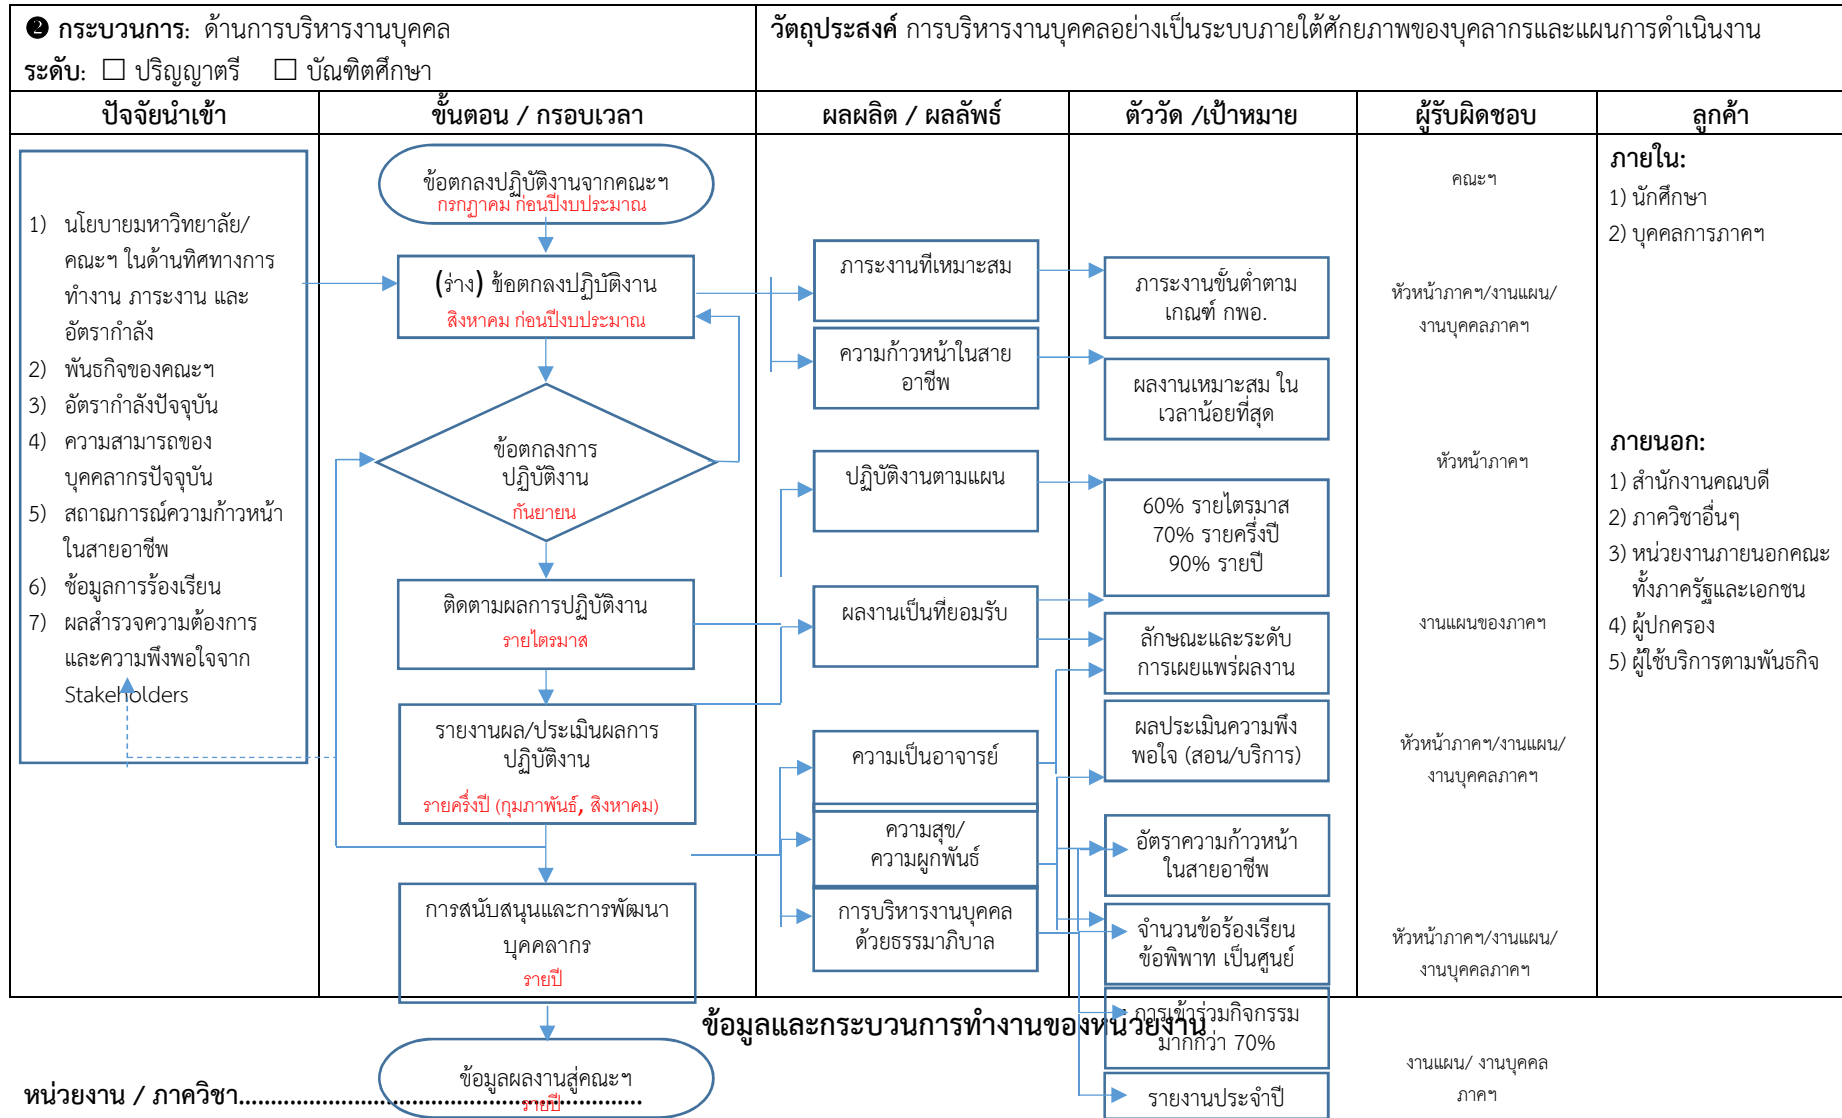 ❷ กระบวนการ: ด้านการบริหารงานบุคคล
ระดับ: ☐ ปริญญาตรี ☐ บัณฑิตศึกษา
วัตถุประสงค์ การบริหารงานบุคคลอย่างเป็นระบบภายใต้ศักยภาพของบุคลากรและแผนการดำเนินงาน
ปัจจัยนำเข้า
ขั้นตอน / กรอบเวลา
ผลผลิต / ผลลัพธ์
ตัววัด /เป้าหมาย
ผู้รับผิดชอบ
ลูกค้า
1) นโยบายมหาวิทยาลัย/
คณะฯ ในด้านทิศทางการ
ทำงาน ภาระงาน และ
อัตรากำลัง
2) พันธกิจของคณะฯ
3) อัตรากำลังปัจจุบัน
4) ความสามารถของ
บุคลากรปัจจุบัน
5) สถาณการณ์ความก้าวหน้า
ในสายอาชีพ
6) ข้อมูลการร้องเรียน
7) ผลสำรวจความต้องการ
และความพึงพอใจจาก
Stakeholders
ข้อตกลงปฏิบัติงานจากคณะฯ
กรกฎาคม ก่อนปีงบประมาณ
(ร่าง) ข้อตกลงปฏิบัติงาน
สิงหาคม ก่อนปีงบประมาณ
ข้อตกลงการ
ปฏิบัติงาน
กันยายน
ติดตามผลการปฏิบัติงาน
รายไตรมาส
รายงานผล/ประเมินผลการ
ปฏิบัติงาน
รายครึ่งปี (กุมภาพันธ์, สิงหาคม)
การสนับสนุนและการพัฒนา
บุคคลากร
รายปี
ข้อมูลผลงานสู่คณะฯ
รายปี
ภาระงานที่เหมาะสม
ความก้าวหน้าในสาย
อาชีพ
ปฏิบัติงานตามแผน
ผลงานเป็นที่ยอมรับ
ความเป็นอาจารย์
ความสุข/
ความผูกพันธ์
การบริหารงานบุคคล
ด้วยธรรมาภิบาล
ภาระงานขั้นต่ำตาม
เกณฑ์ กพอ.
ผลงานเหมาะสม ใน
เวลาน้อยที่สุด
60% รายไตรมาส
70% รายครึ่งปี
90% รายปี
ลักษณะและระดับ
การเผยแพร่ผลงาน
ผลประเมินความพึง
พอใจ (สอน/บริการ)
อัตราความก้าวหน้า
ในสายอาชีพ
จำนวนข้อร้องเรียน
ข้อพิพาท เป็นศูนย์
การเข้าร่วมกิจกรรม
มากกว่า 70%
รายงานประจำปี
คณะฯ
หัวหน้าภาคฯ/งานแผน/
งานบุคคลภาคฯ
หัวหน้าภาคฯ
งานแผนของภาคฯ
หัวหน้าภาคฯ/งานแผน/
งานบุคคลภาคฯ
หัวหน้าภาคฯ/งานแผน/
งานบุคคลภาคฯ
งานแผน/ งานบุคคล
ภาคฯ
ภายใน:
1) นักศึกษา
2) บุคคลการภาคฯ
ภายนอก:
1) สำนักงานคณบดี
2) ภาควิชาอื่นๆ
3) หน่วยงานภายนอกคณะ
ทั้งภาครัฐและเอกชน
4) ผู้ปกครอง
5) ผู้ใช้บริการตามพันธกิจ
ข้อมูลและกระบวนการทำงานของหน่วยงาน
หน่วยงาน / ภาควิชา..............................................................